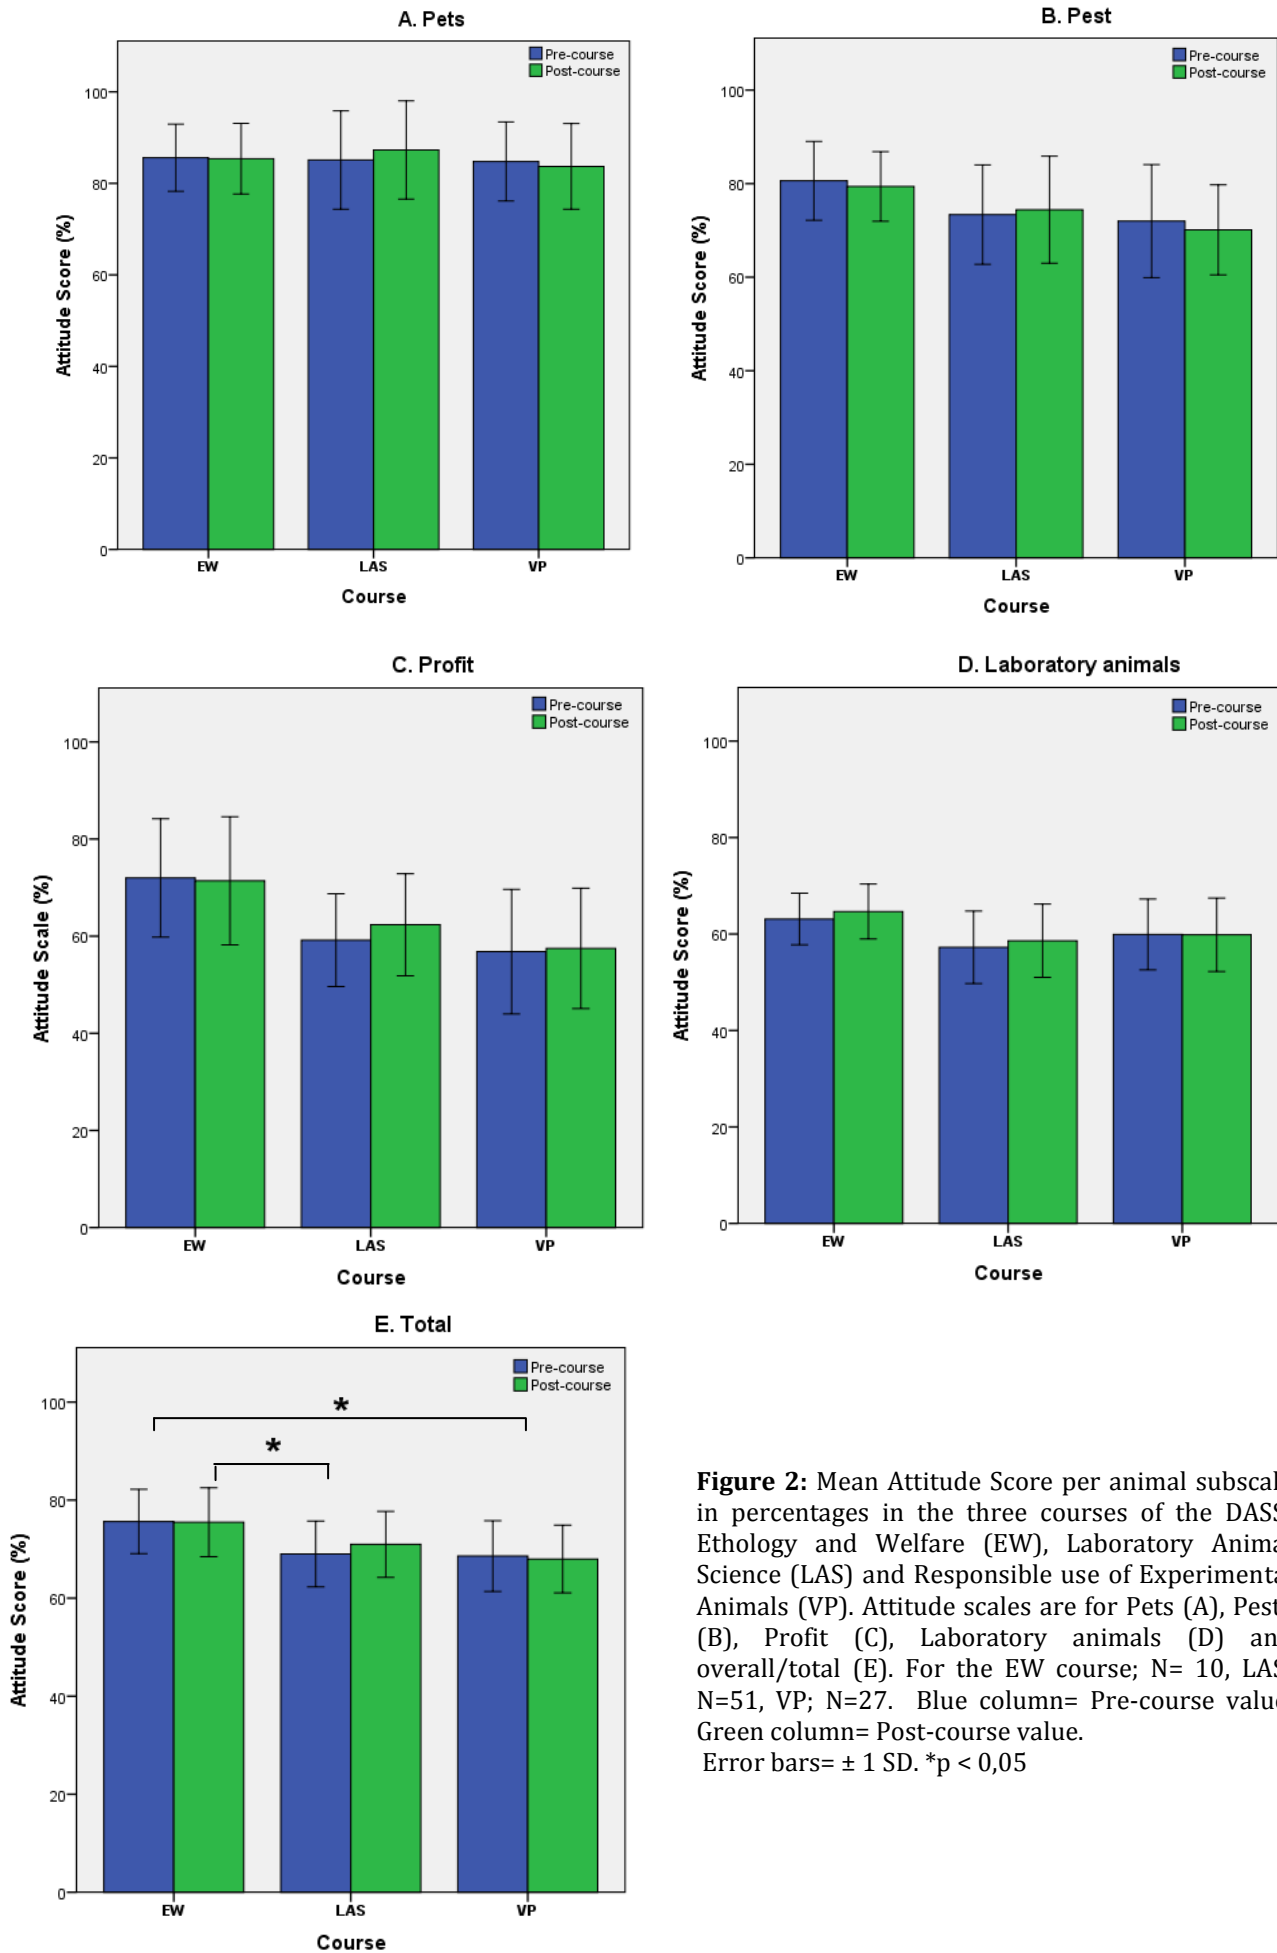 A. Pets
Pre-course
Post-course
100
80
60
40
20
0
Attitude Score (%)
EW LAS VP
Course
B. Pest
Pre-course
Post-course
100
80
60
40
20
0
Attitude Score (%)
EW LAS VP
Course
C. Profit
Pre-course
Post-course
100
80
60
40
20
0
Attitude Scale (%)
EW LAS VP
Course
D. Laboratory animals
Pre-course
Post-course
100
80
60
40
20
0
Attitude Score (%)
EW LAS VP
Course
E. Total
Pre-course
Post-course
100
80
60
40
20
0
*
*
Attitude Score (%)
EW LAS VP
Course
Figure 2: Mean Attitude Score per animal subscal
in percentages in the three courses of the DASS
Ethology and Welfare (EW), Laboratory Anima
Science (LAS) and Responsible use of Experimenta
Animals (VP). Attitude scales are for Pets (A), Pest
(B), Profit (C), Laboratory animals (D) an
overall/total (E). For the EW course; N= 10, LAS
N=51, VP; N=27. Blue column= Pre-course value
Green column= Post-course value.
Error bars= ± 1 SD. *p < 0,05